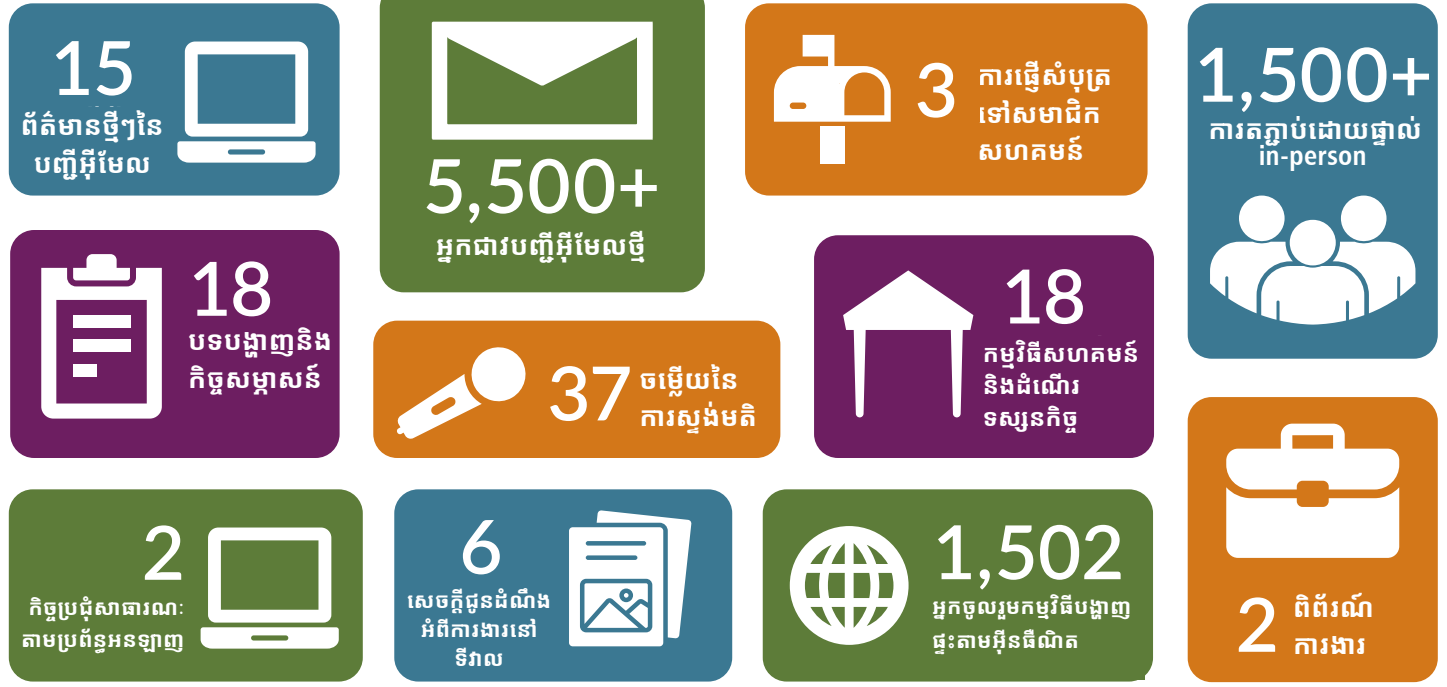 15
ព័ត៌មានថ្មីៗនៃ
បញ្ជីអ៊ីមែល
5,500+
អ្នកជាវបញ្ជីអ៊ីមែលថ្មី
3
ការផ្ញើសំបុត្រ
ទៅសមាជិក
សហគមន៍
1,500+
ការតភ្ជាប់ដោយផ្ទាល់
in-person
18
បទបង្ហាញនិង
កិច្ចសម្ភាសន៍
37
ចម្លើយនៃ
ការស្ទង់មតិ
18
កម្មវិធីសហគមន៍
និងដំណើរ
ទស្សនកិច្ច
2
កិច្ចប្រជុំសាធារណៈ
តាមប្រព័ន្ធអនឡាញ
6
សេចក្តីជូនដំណឹង
អំពីការងារនៅ
ទីវាល
1,502
អ្នកចូលរួមកម្មវិធីបង្ហាញ
ផ្ទះតាមអ៊ីនធឺណិត
2
ពិព័រណ៍
ការងារ